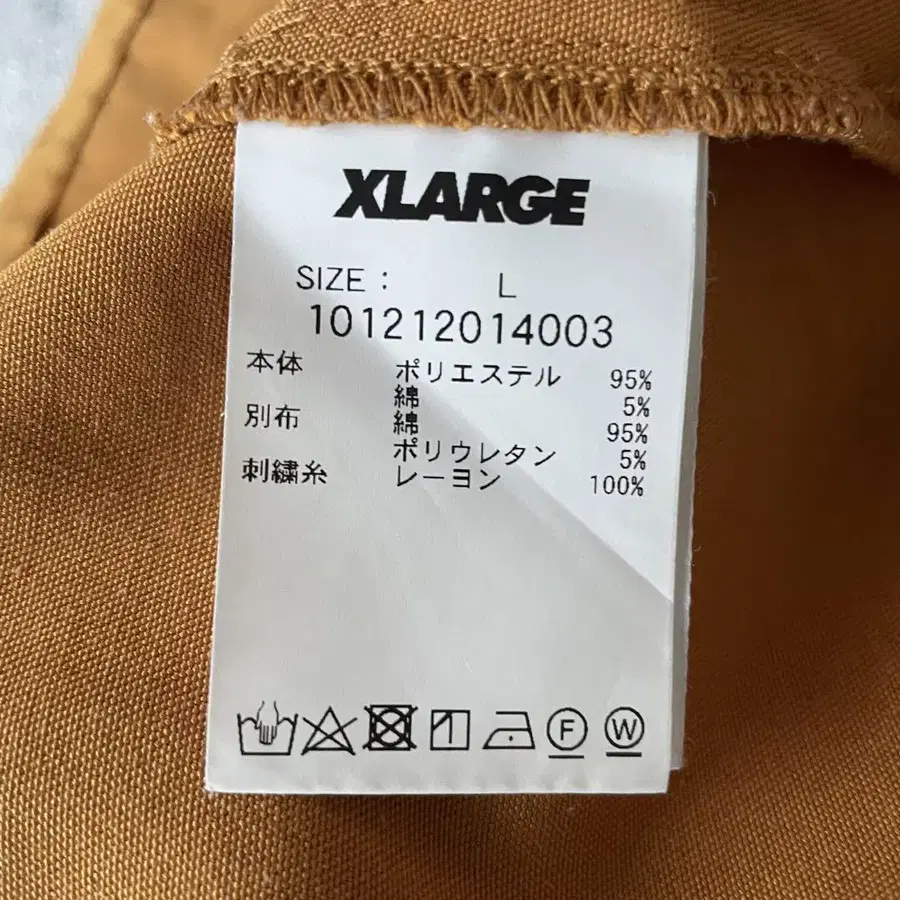 XLARGE
SIZE : L
101212014003
本体 ポリエステル 95%
綿 5%
別布 綿 95%
ポリウレタン 5%
刺繍糸 レーヨン 100%
F W